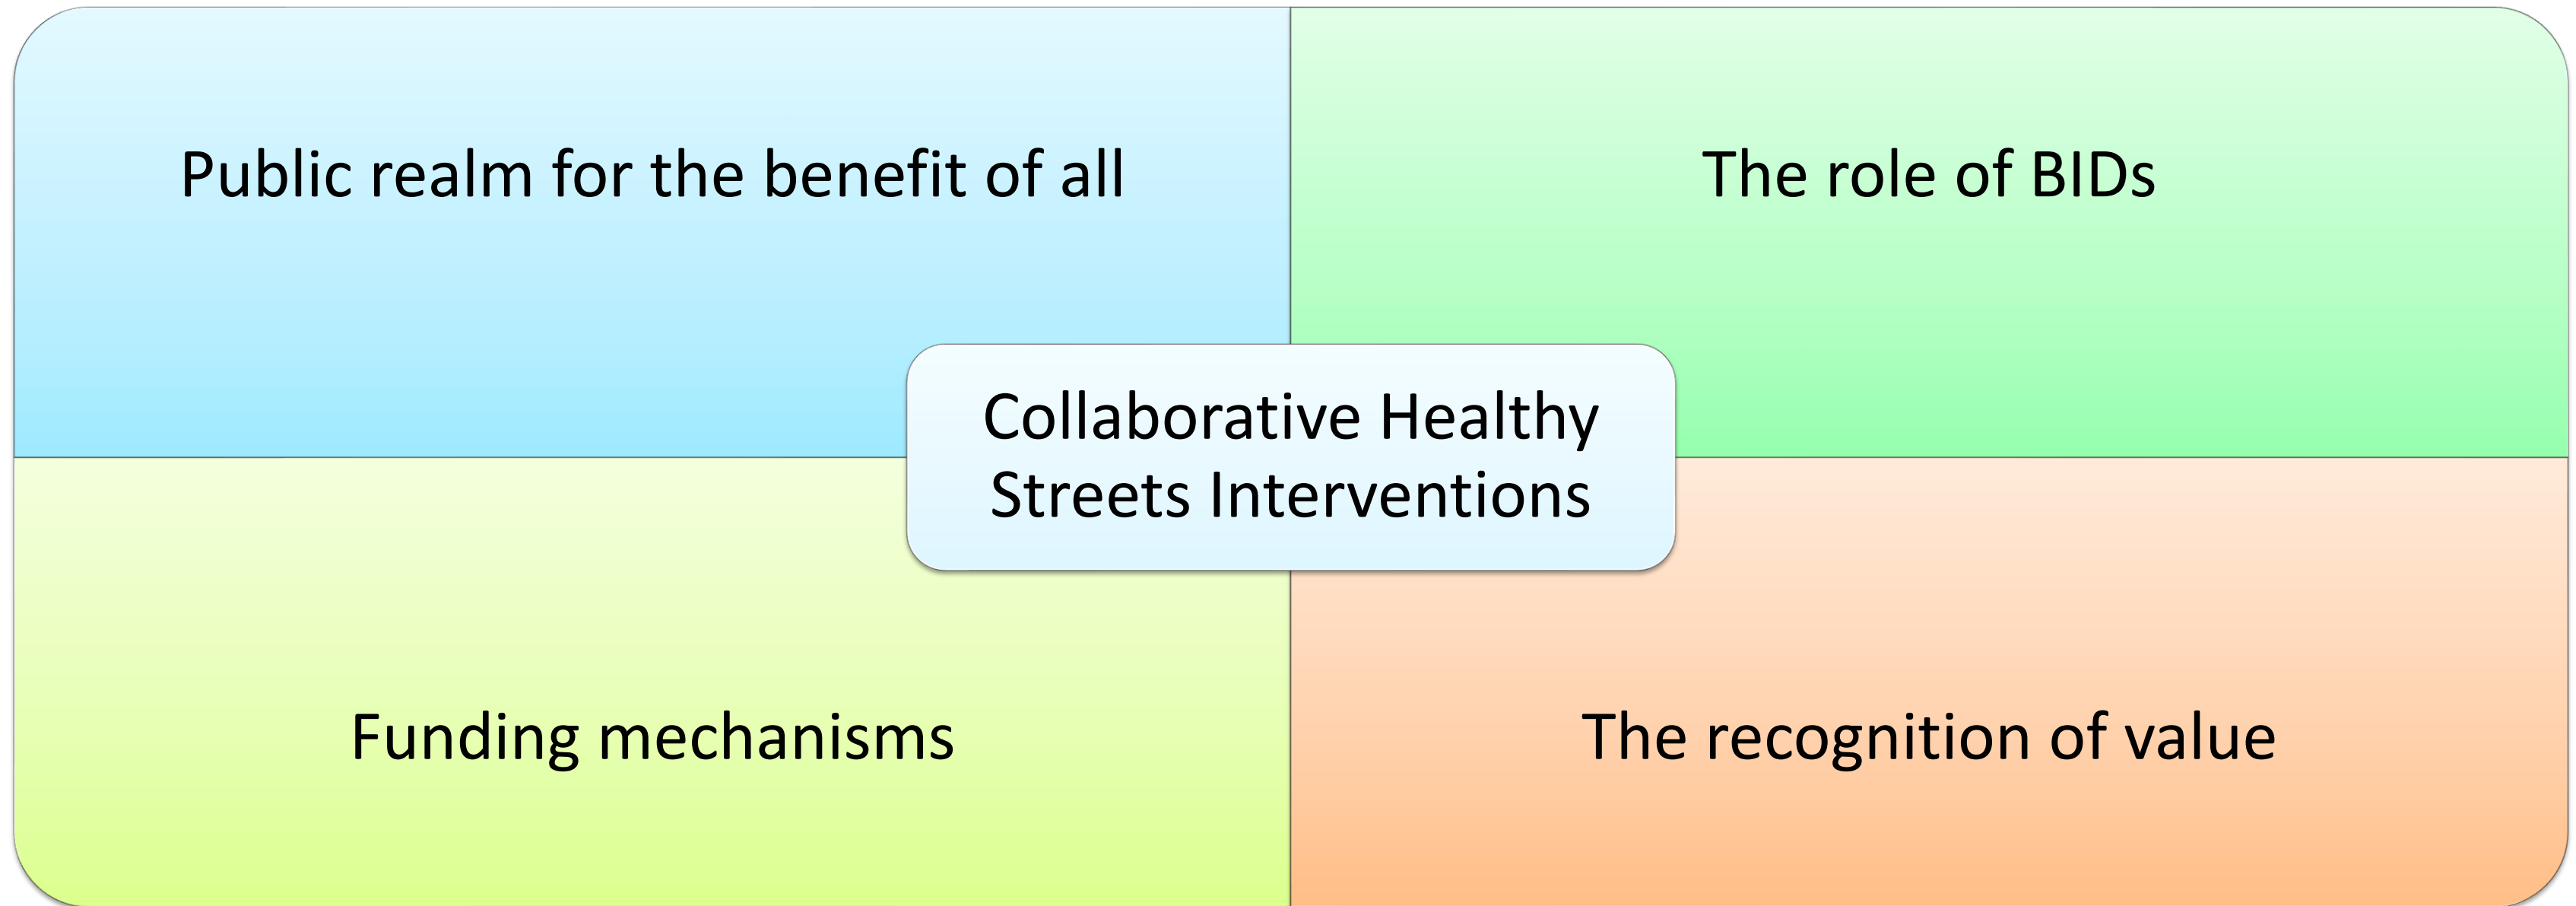 Public realm for the benefit of all
The role of BIDs
Collaborative Healthy
Streets Interventions
Funding mechanisms
The recognition of value